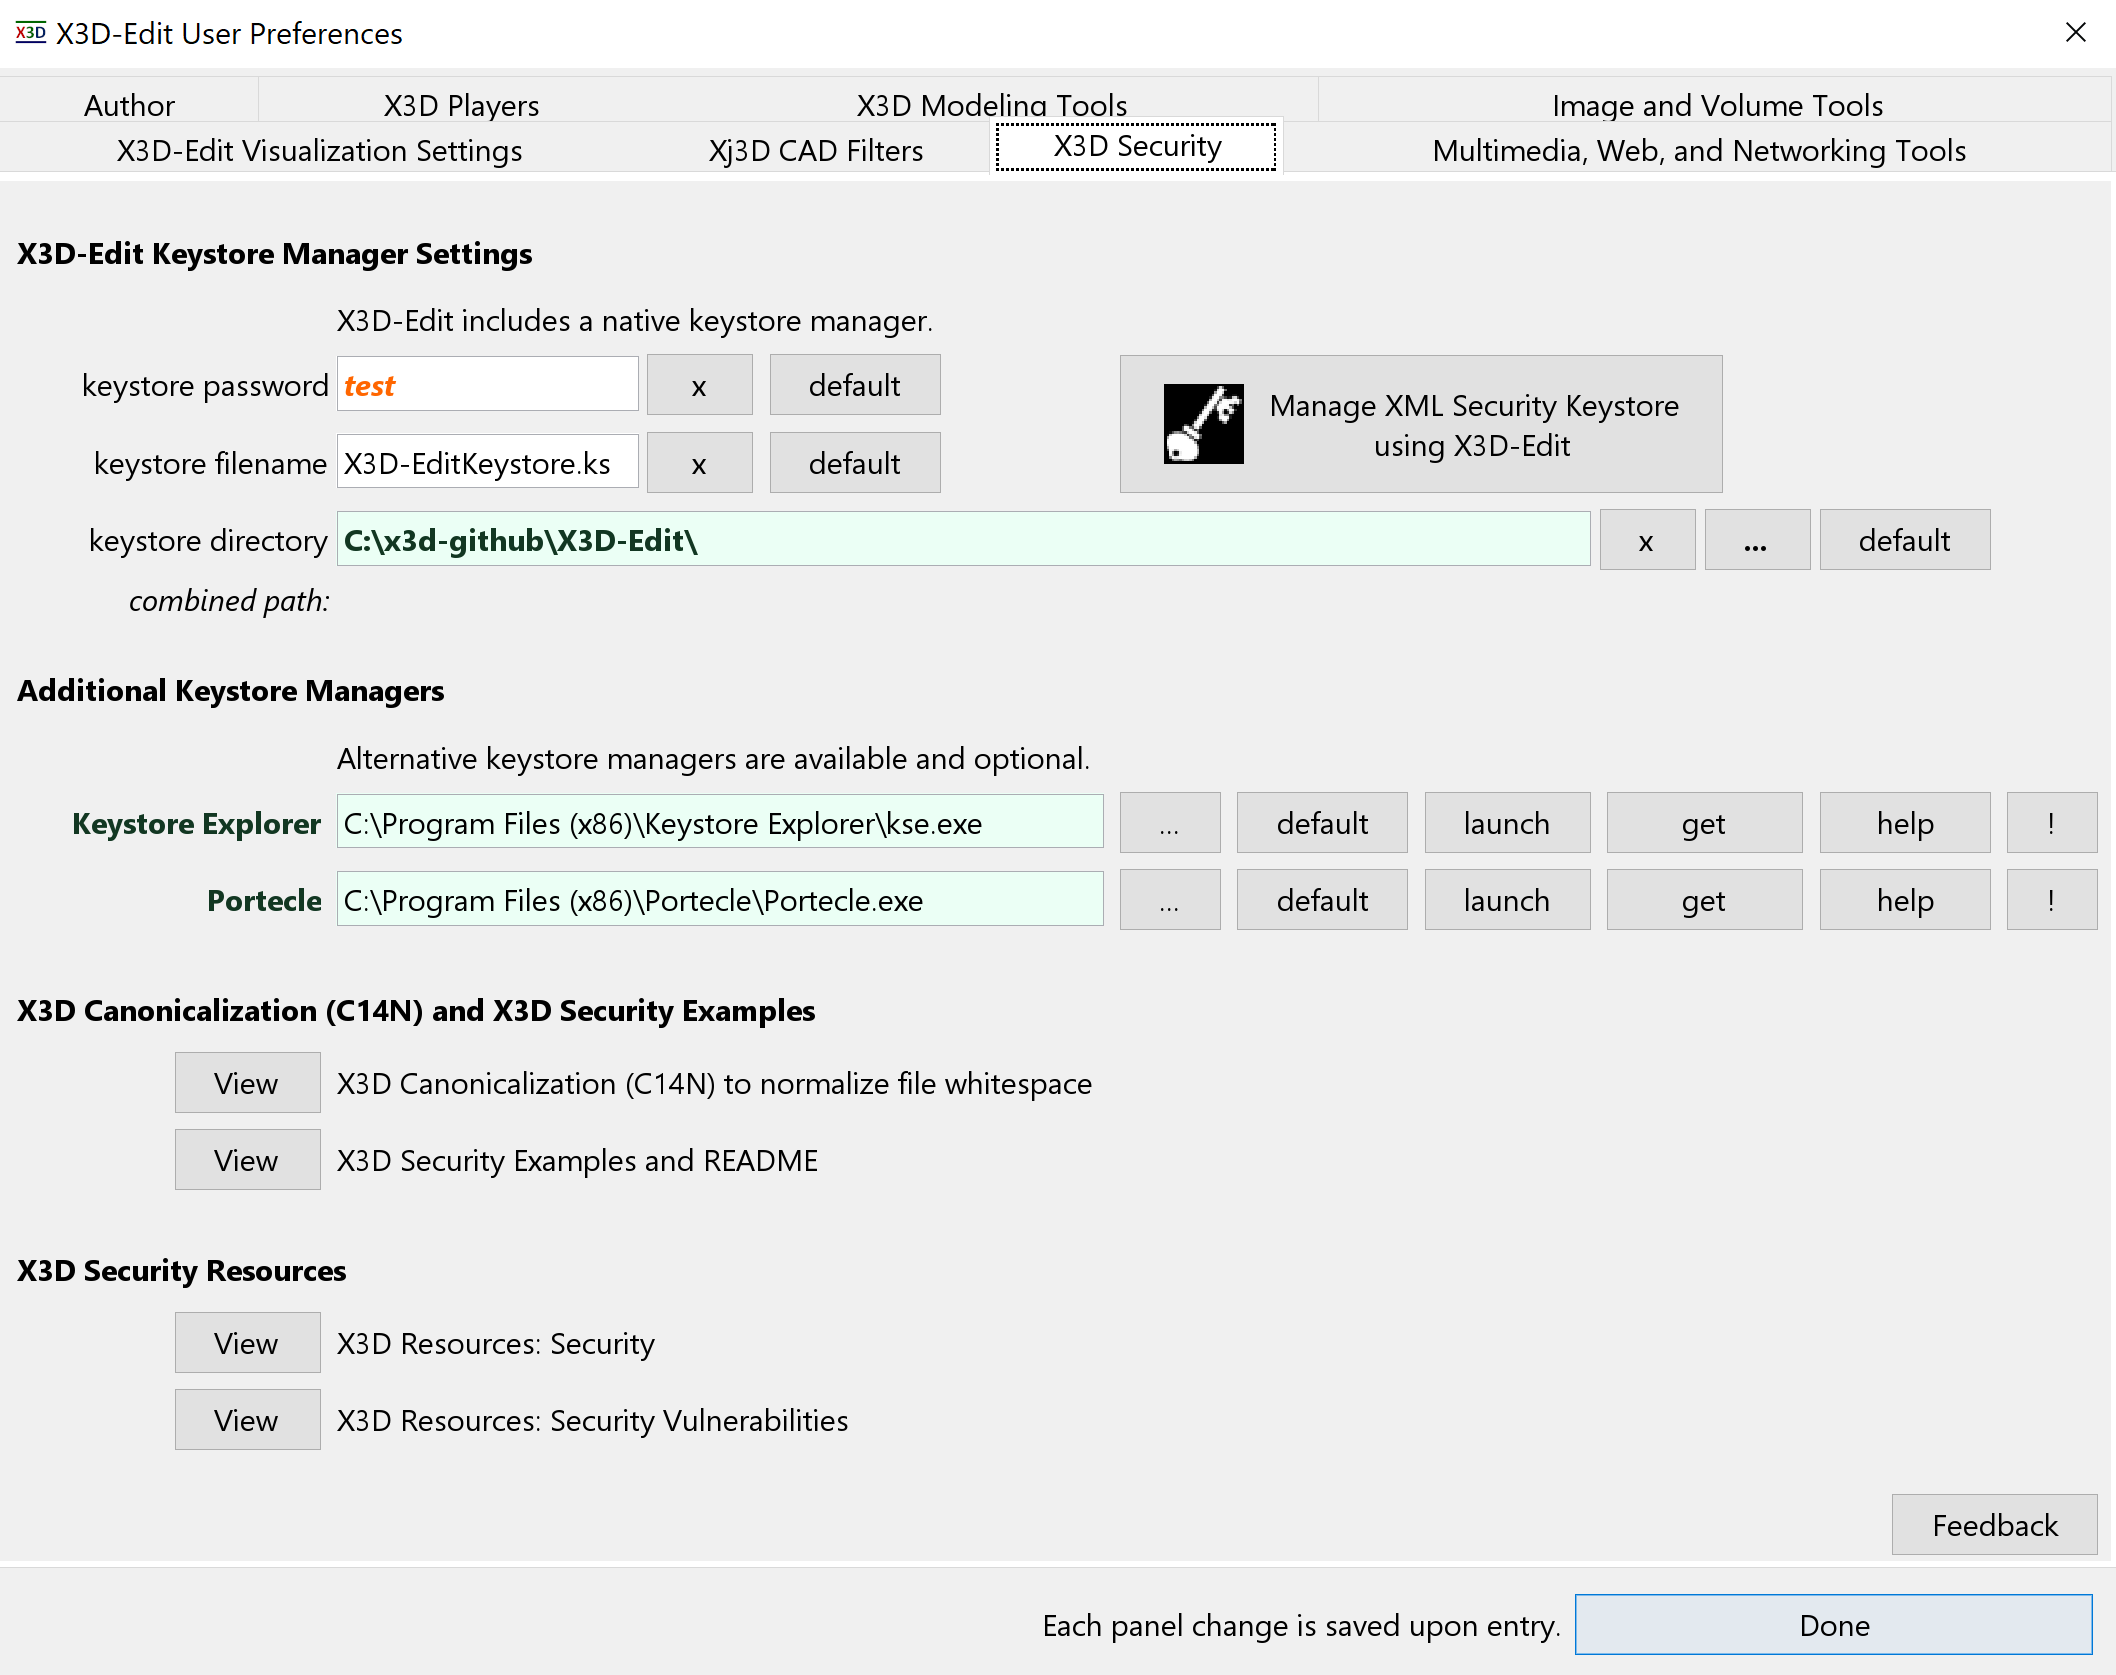 X3D X3D-Edit User Preferences
Author X3D Players X3D Modeling Tools Image and Volume Tools
X3D-Edit Visualization Settings Xj3D CAD Filters X3D Security Multimedia, Web, and Networking Tools
X3D-Edit Keystore Manager Settings
X3D-Edit includes a native keystore manager.
keystore password test x default
Manage XML Security Keystore
using X3D-Edit
keystore filename X3D-EditKeystore.ks x default
keystore directory C:\x3d-github\X3D-Edit\ x ... default
combined path:
Additional Keystore Managers
Alternative keystore managers are available and optional.
Keystore Explorer C:\Program Files (x86)\Keystore Explorer\kse.exe ... default launch get help !
Portecle C:\Program Files (x86)\Portecle\Portecle.exe ... default launch get help !
X3D Canonicalization (C14N) and X3D Security Examples
View X3D Canonicalization (C14N) to normalize file whitespace
View X3D Security Examples and README
X3D Security Resources
View X3D Resources: Security
View X3D Resources: Security Vulnerabilities
Feedback
Each panel change is saved upon entry. Done